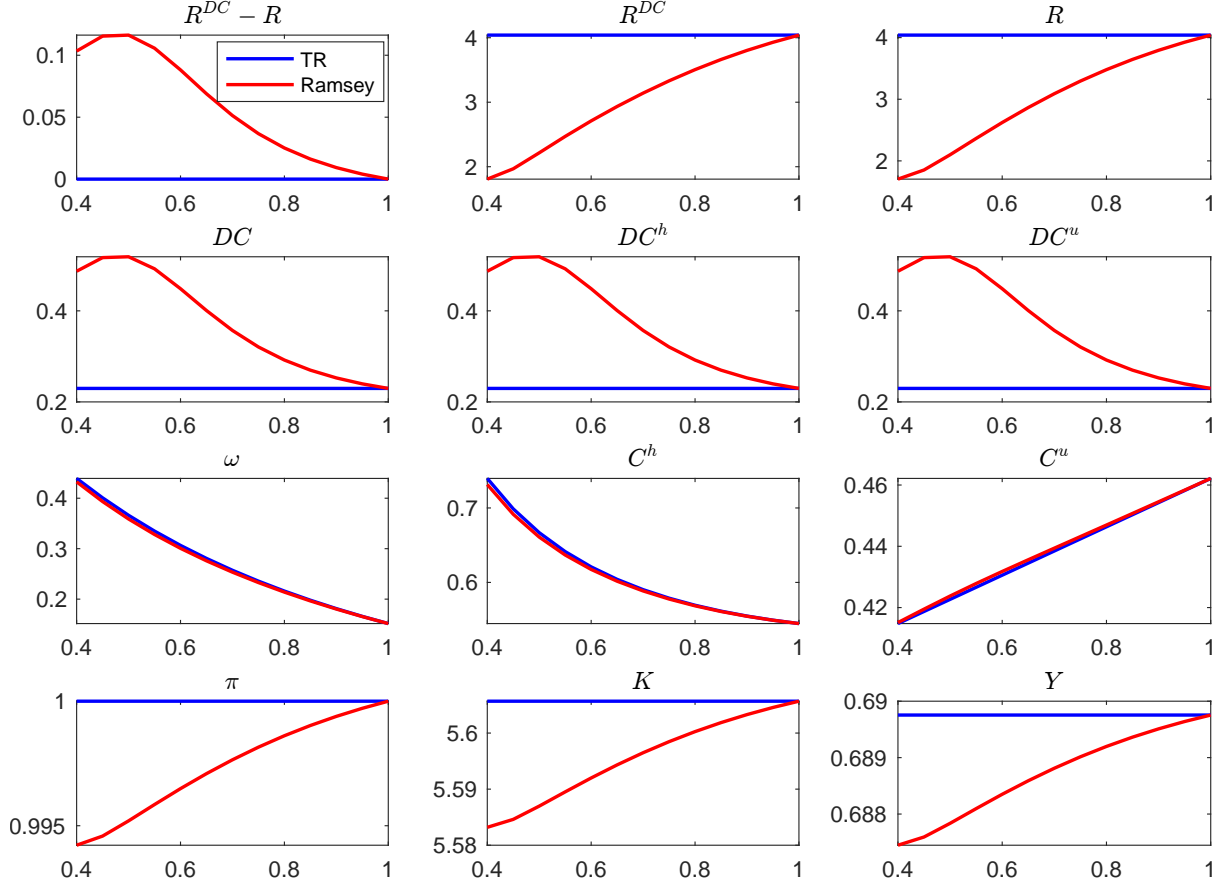 R^{DC} − R
0.1
0.05
0
0.4 0.6 0.8 1
TR
Ramsey
R^{DC}
4
3
2
0.4 0.6 0.8 1
R
4
3
2
0.4 0.6 0.8 1
DC
0.4
0.2
0.4 0.6 0.8 1
DC^h
0.4
0.2
0.4 0.6 0.8 1
DC^u
0.4
0.2
0.4 0.6 0.8 1
ω
0.4
0.3
0.2
0.4 0.6 0.8 1
C^h
0.7
0.6
0.4 0.6 0.8 1
C^u
0.46
0.44
0.42
0.4 0.6 0.8 1
π
1
0.995
0.4 0.6 0.8 1
K
5.6
5.59
5.58
0.4 0.6 0.8 1
Y
0.69
0.689
0.688
0.4 0.6 0.8 1